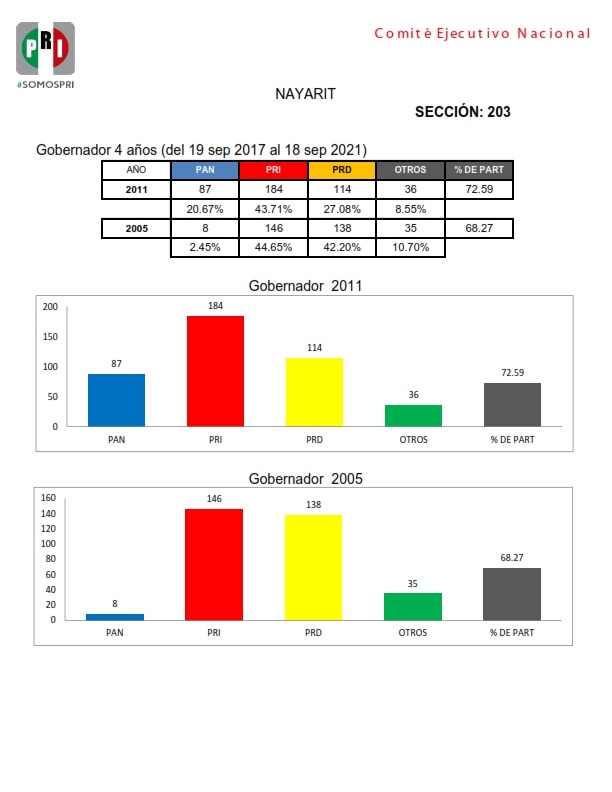 PRI
#SOMOSPRI
Comité Ejecutivo Nacional
NAYARIT
SECCIÓN: 203
Gobernador 4 años (del 19 sep 2017 al 18 sep 2021)
AÑO PAN PRI PRD OTROS % DE PART
2011 87 184 114 36 72.59
20.67% 43.71% 27.08% 8.55%
2005 8 146 138 35 68.27
2.45% 44.65% 42.20% 10.70%
Gobernador 2011
200
150
100
50
0
87
184
114
36
72.59
PAN PRI PRD OTROS % DE PART
Gobernador 2005
160
140
120
100
80
60
40
20
0
8
146
138
35
68.27
PAN PRI PRD OTROS % DE PART